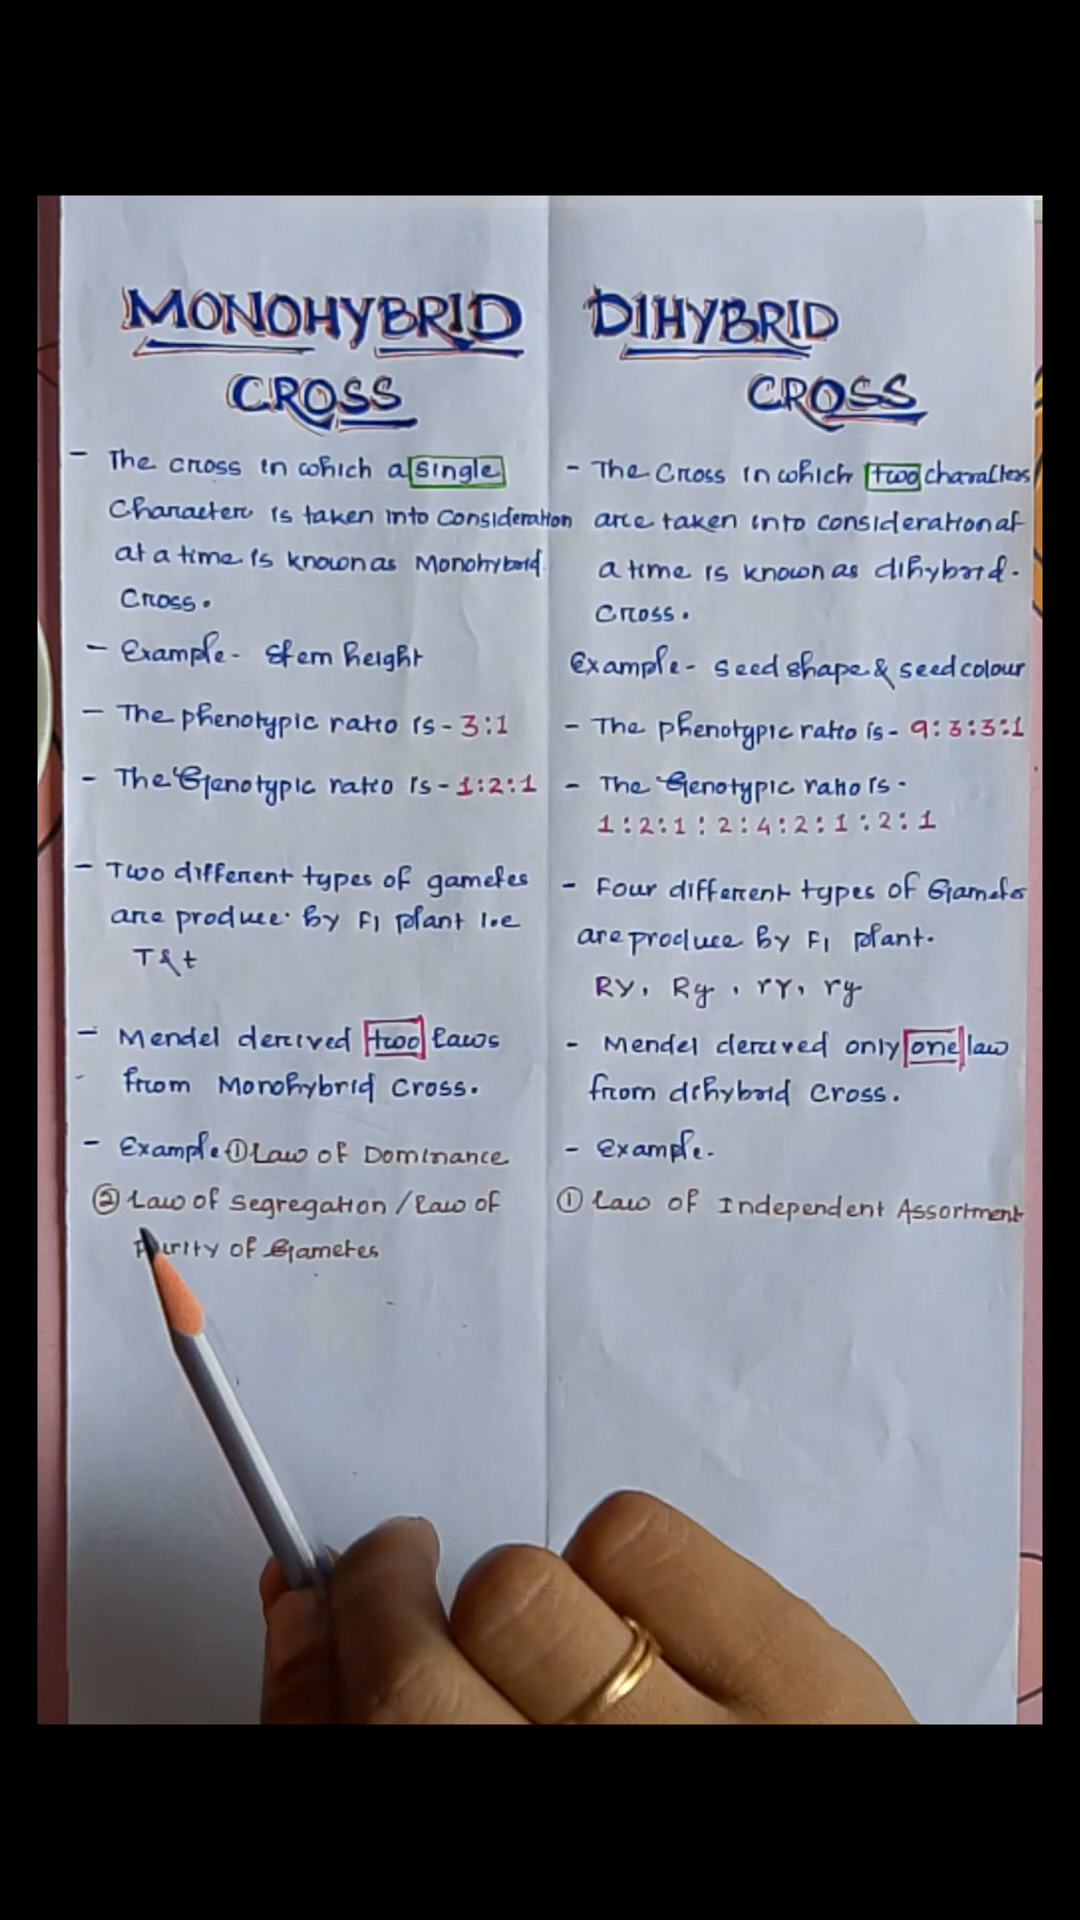 MONOHYBRID
CROSS
- The cross in which a single
Character is taken into Consideration
at a time is known as Monohybrid
Cross.
- Example - Stem height
- The phenotypic ratio is - 3:1
- The Genotypic ratio is - 1:2:1
- Two different types of gametes
are produce by F1 plant i.e
T & t
- Mendel derived two laws
from Monohybrid Cross.
- Example ① Law of Dominance
② Law of Segregation / Law of
Purity of Gametes
DIHYBRID
CROSS
- The Cross in which two characters
are taken into consideration at
a time is known as dihybrid.
Cross.
Example - seed shape & seed colour
- The Phenotypic ratio is - 9:3:3:1
- The Genotypic ratio is -
1:2:1:2:4:2:1:2:1
- Four different types of Gametes
are produce By F1 plant.
RY, Ry, rY, ry
- Mendel derived only one law
from dihybrid Cross.
- Example -
① Law of Independent Assortment